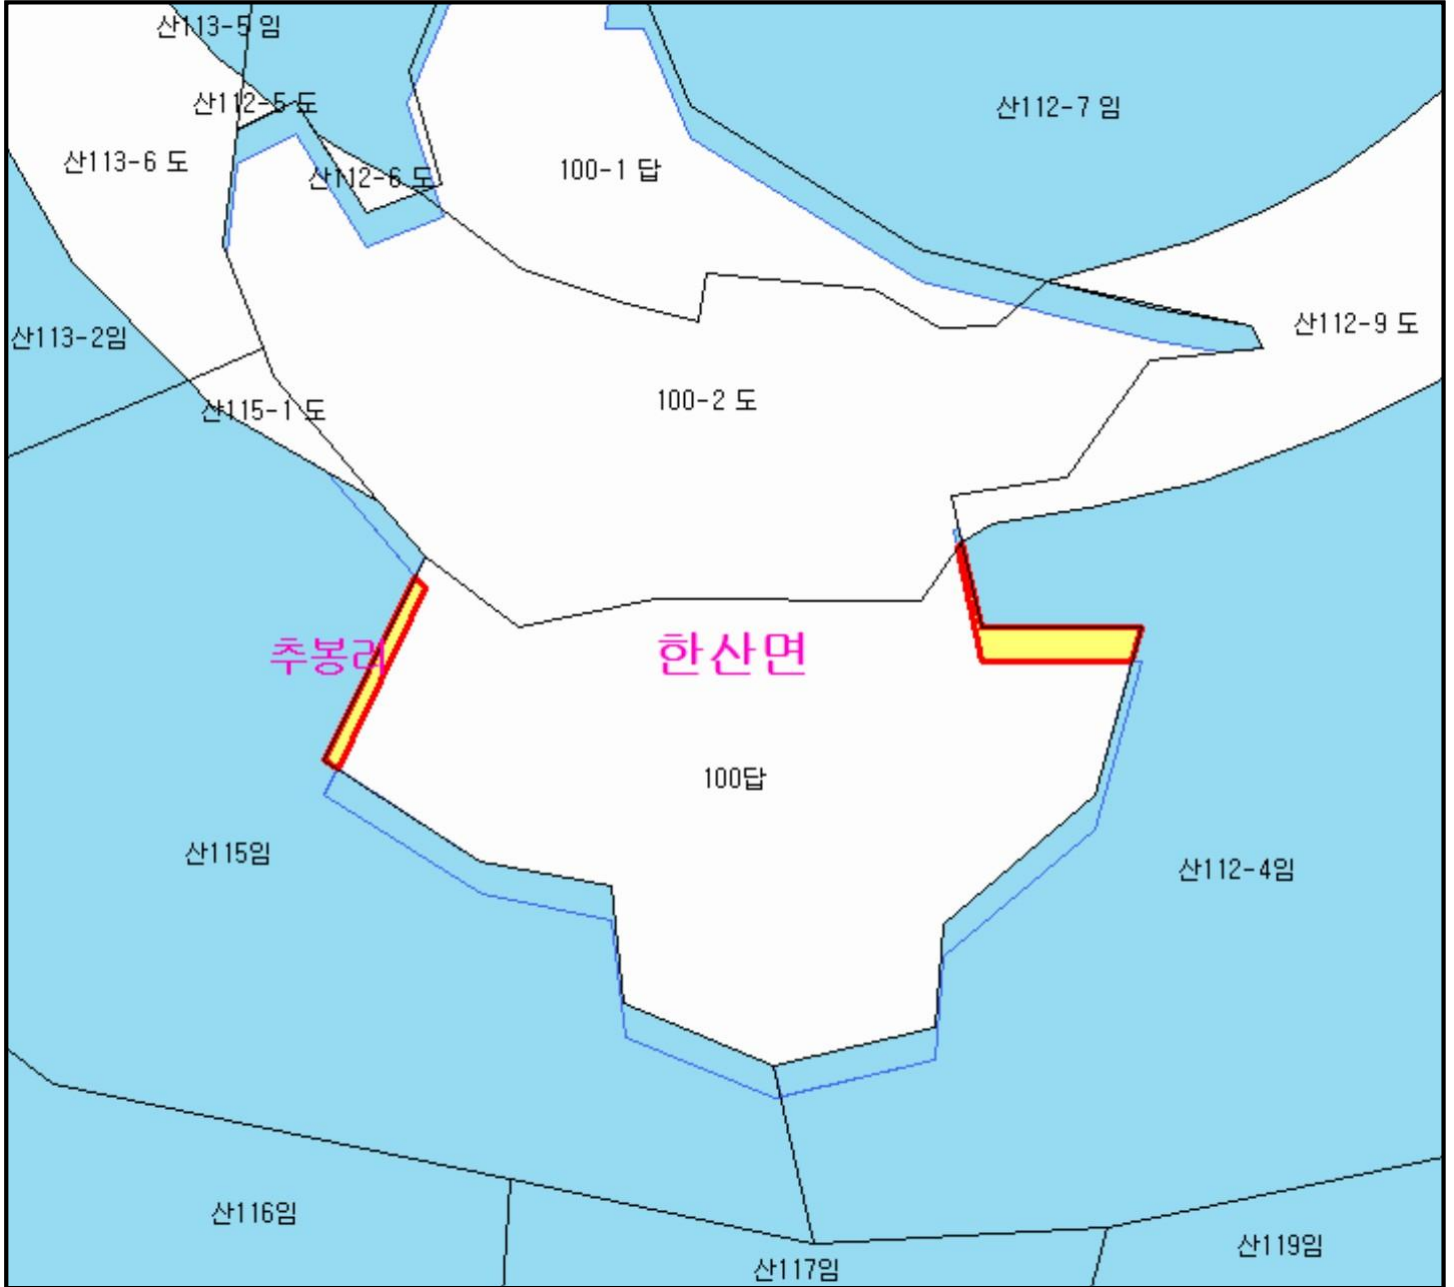 산113-5 임
산112-5 도
산112-7 임
산113-6 도
산112-6 도
100-1 답
산113-2임
산112-9 도
산115-1 도
100-2 도
추봉리
한산면
100답
산115임
산112-4임
산116임
산117임
산119임